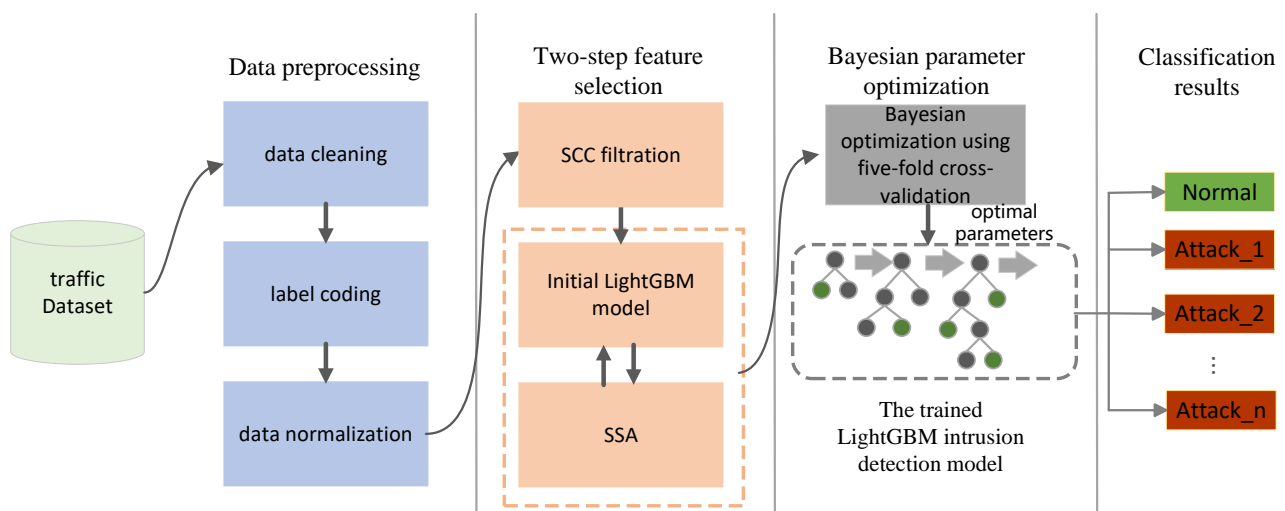 traffic
Dataset
Data preprocessing
data cleaning
label coding
data normalization
Two-step feature
selection
SCC filtration
Initial LightGBM
model
SSA
Bayesian parameter
optimization
Bayesian
optimization using
five-fold cross-
validation
optimal
parameters
The trained
LightGBM intrusion
detection model
Classification
results
Normal
Attack_1
Attack_2
...
Attack_n